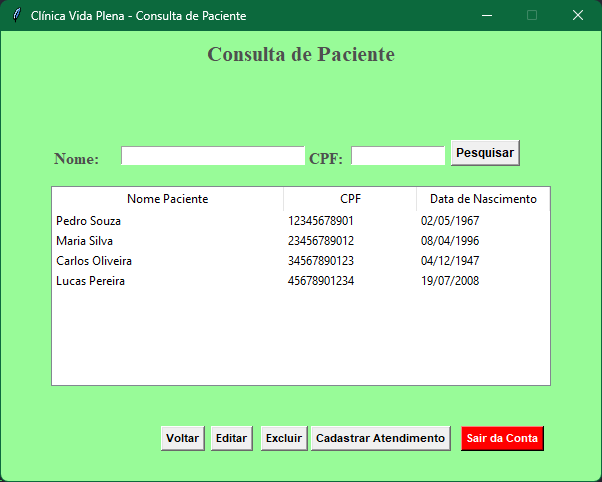 Clínica Vida Plena - Consulta de Paciente
Consulta de Paciente
Nome: CPF: Pesquisar
Nome Paciente CPF Data de Nascimento
Pedro Souza 12345678901 02/05/1967
Maria Silva 23456789012 08/04/1996
Carlos Oliveira 34567890123 04/12/1947
Lucas Pereira 45678901234 19/07/2008
Voltar Editar Excluir Cadastrar Atendimento Sair da Conta